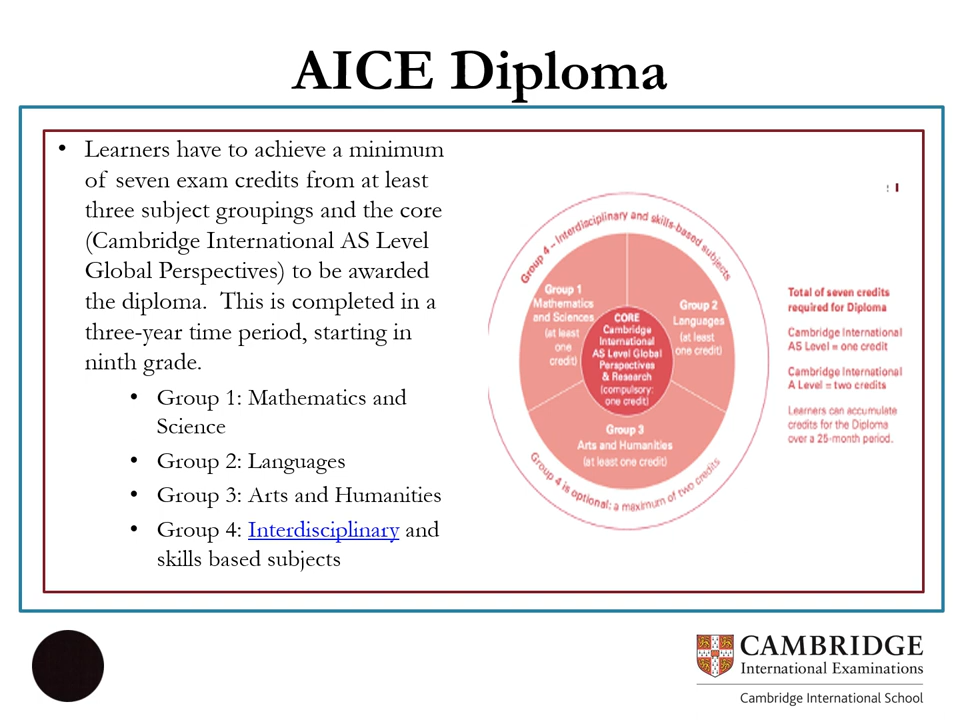 AICE Diploma
• Learners have to achieve a minimum
of seven exam credits from at least
three subject groupings and the core
(Cambridge International AS Level
Global Perspectives) to be awarded
the diploma. This is completed in a
three-year time period, starting in
ninth grade.
• Group 1: Mathematics and
Science
• Group 2: Languages
• Group 3: Arts and Humanities
• Group 4: Interdisciplinary and
skills based subjects
Group 4 – Interdisciplinary and skills-based subjects
Group 1
Mathematics
and Sciences
(at least
one
credit)
Group 2
Languages
(at least
one credit)
CORE
Cambridge
International
AS Level Global
Perspectives
& Research
(compulsory:
one credit)
Group 3
Arts and Humanities
(at least one credit)
Group 4 is optional: a maximum of two credits
Total of seven credits
required for Diploma
Cambridge International
AS Level = one credit
Cambridge International
A Level = two credits
Learners can accumulate
credits for the Diploma
over a 25-month period.
CAMBRIDGE
International Examinations
Cambridge International School